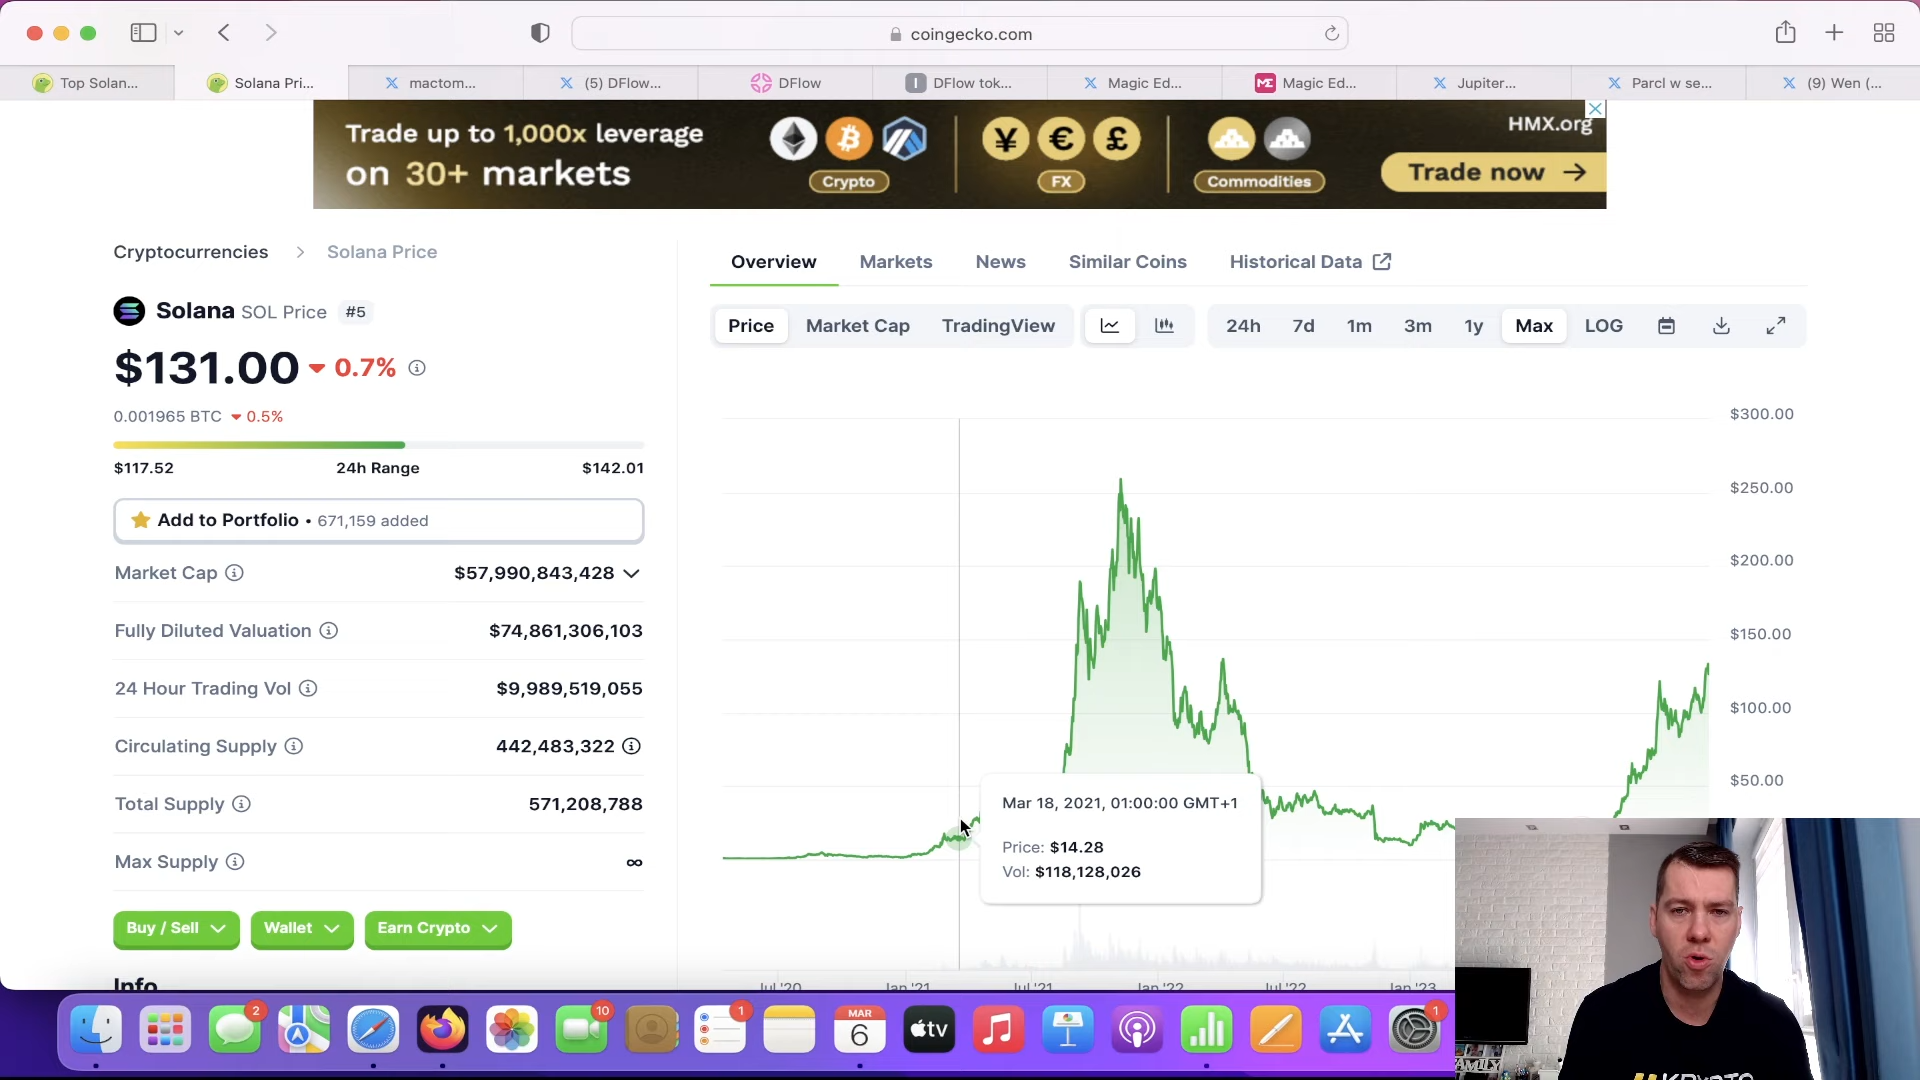 coingecko.com
Top Solan...
Solana Pri...
mactom...
(5) DFlow...
DFlow
DFlow tok...
Magic Ed...
Magic Ed...
Jupiter...
Parcl w se...
(9) Wen (...
Trade up to 1,000x leverage
on 30+ markets
Crypto
¥ € £
FX
Commodities
HMX.org
Trade now →
Cryptocurrencies > Solana Price
Solana SOL Price #5
$131.00 0.7%
0.001965 BTC 0.5%
$117.52 24h Range $142.01
Add to Portfolio • 671,159 added
Market Cap $57,990,843,428
Fully Diluted Valuation $74,861,306,103
24 Hour Trading Vol $9,989,519,055
Circulating Supply 442,483,322
Total Supply 571,208,788
Max Supply ∞
Buy / Sell
Wallet
Earn Crypto
Info
Overview Markets News Similar Coins Historical Data
Price Market Cap TradingView
24h 7d 1m 3m 1y Max LOG
$300.00
$250.00
$200.00
$150.00
$100.00
$50.00
Mar 18, 2021, 01:00:00 GMT+1
Price: $14.28
Vol: $118,128,026
Jul '20 Jan '21 Jul '21 Jan '22 Jul '22 Jan '23
2
10
1
MAR
6
tv
1
FAMILY
KRYPTO